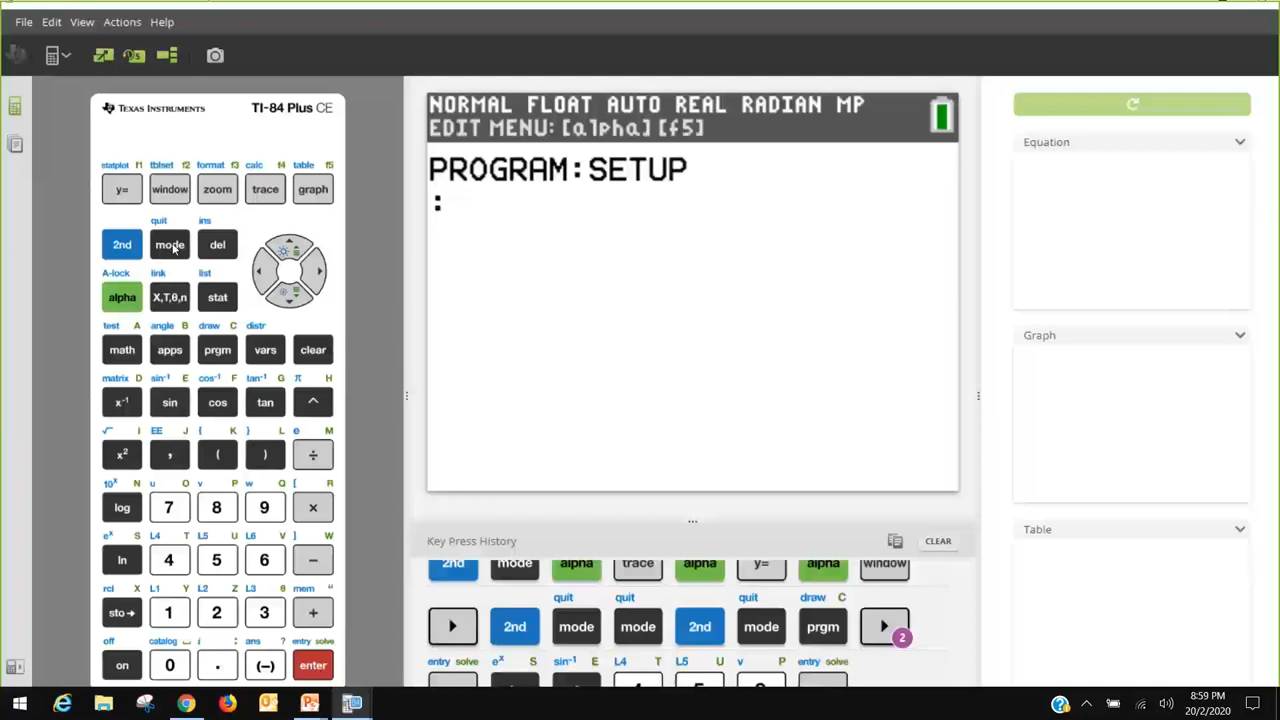 File Edit View Actions Help
TEXAS INSTRUMENTS TI-84 Plus CE
statplot f1 tblset f2 format f3 calc f4 table f5
y= window zoom trace graph
quit ins
2nd mode del
A-lock link list
alpha X,T,θ,n stat
test A angle B draw C distr
math apps prgm vars clear
matrix D sin⁻¹ E cos⁻¹ F tan⁻¹ G π H
x⁻¹ sin cos tan ^
√ I EE J { K } L e M
x² , ( ) ÷
10ˣ N u O v P w Q [ R
log 7 8 9 ×
eˣ S L4 T L5 U L6 V ] W
ln 4 5 6 −
rcl X L1 Y L2 Z L3 θ mem "
sto→ 1 2 3 +
off catalog i : ans ? entry solve
on 0 . (−) enter
NORMAL FLOAT AUTO REAL RADIAN MP
EDIT MENU: [alpha] [f5]
PROGRAM:SETUP
:
Key Press History CLEAR
2nd mode alpha trace alpha y= alpha window
quit quit quit draw C
2nd mode mode 2nd mode prgm 2
entry solve eˣ S sin⁻¹ E L4 T L5 U v P entry solve
Equation
Graph
Table
8:59 PM
20/2/2020